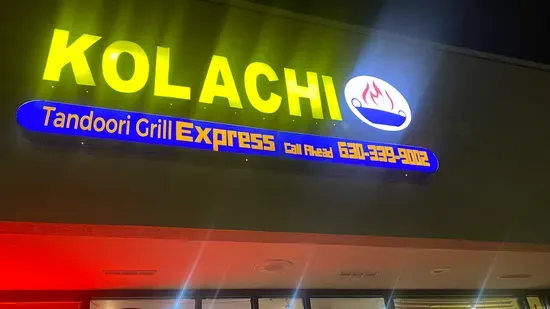 KOLACHI
Tandoori Grill Express Call Ahead 630-339-9002